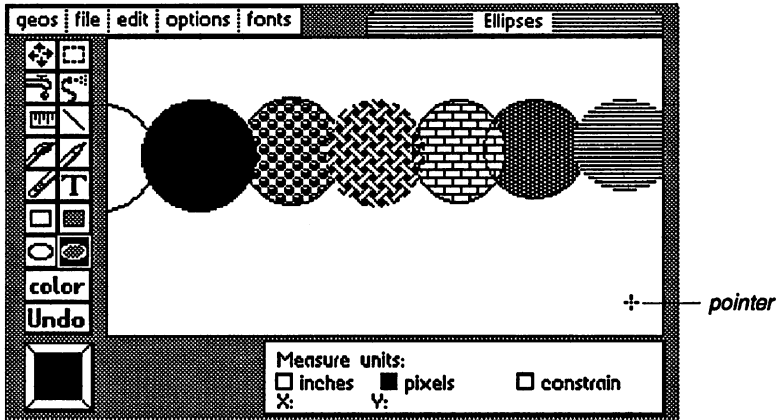 geos file edit options fonts
Ellipses
T
color
Undo
pointer
Measure units:
inches pixels constrain
X: Y: